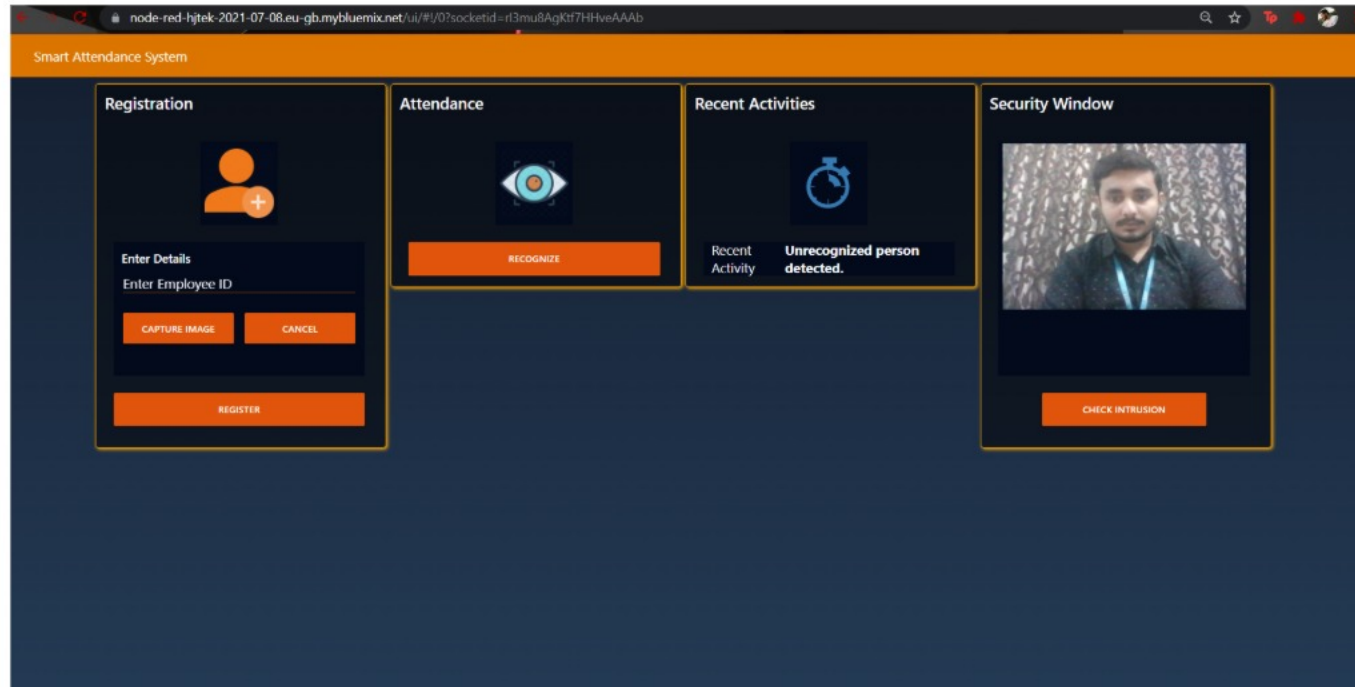 node-red-hjtek-2021-07-08.eu-gb.mybluemix.net/ui/#!/0?socketid=rl3mu8AgKtf7HHveAAAb
Tp
Smart Attendance System
Registration
Enter Details
Enter Employee ID
CAPTURE IMAGE
CANCEL
REGISTER
Attendance
RECOGNIZE
Recent Activities
Recent
Activity
Unrecognized person
detected.
Security Window
CHECK INTRUSION